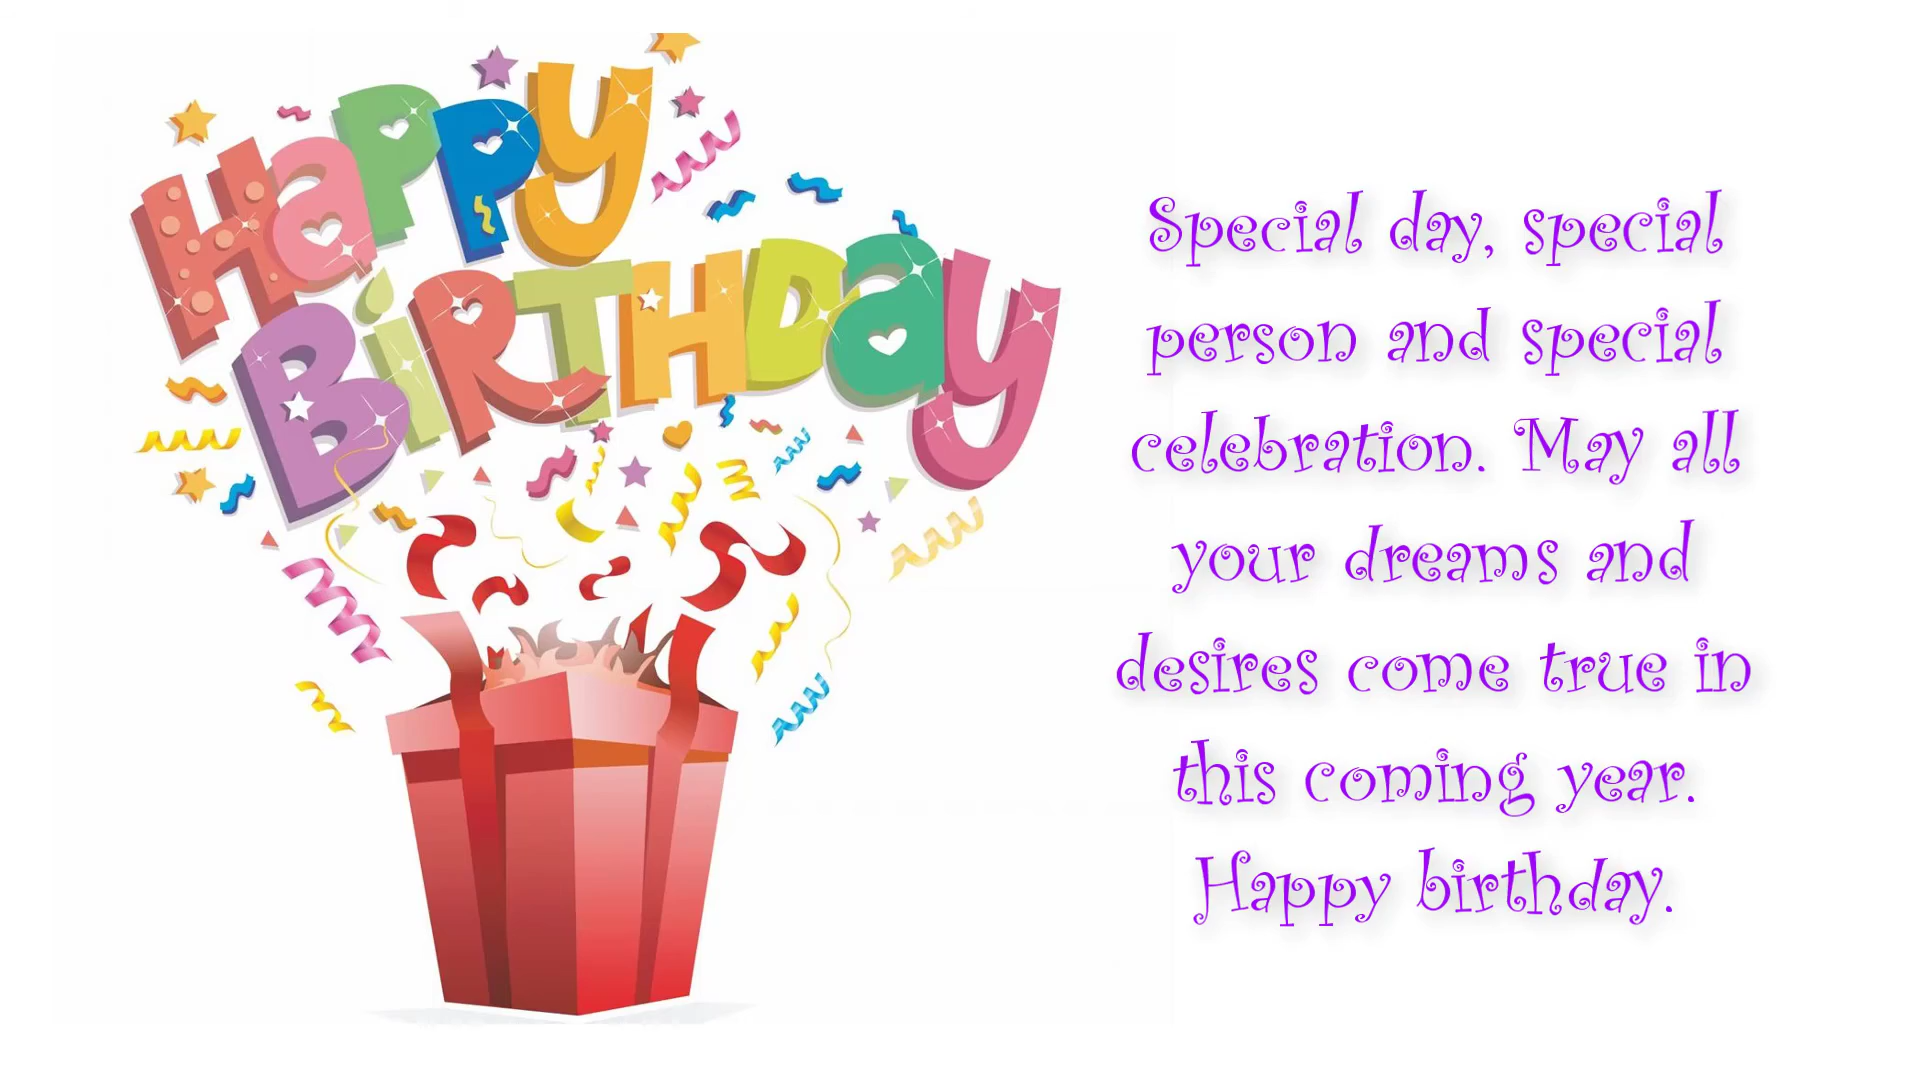 HaPPy
BiRTHDay
Special day, special
person and special
celebration. May all
your dreams and
desires come true in
this coming year.
Happy birthday.